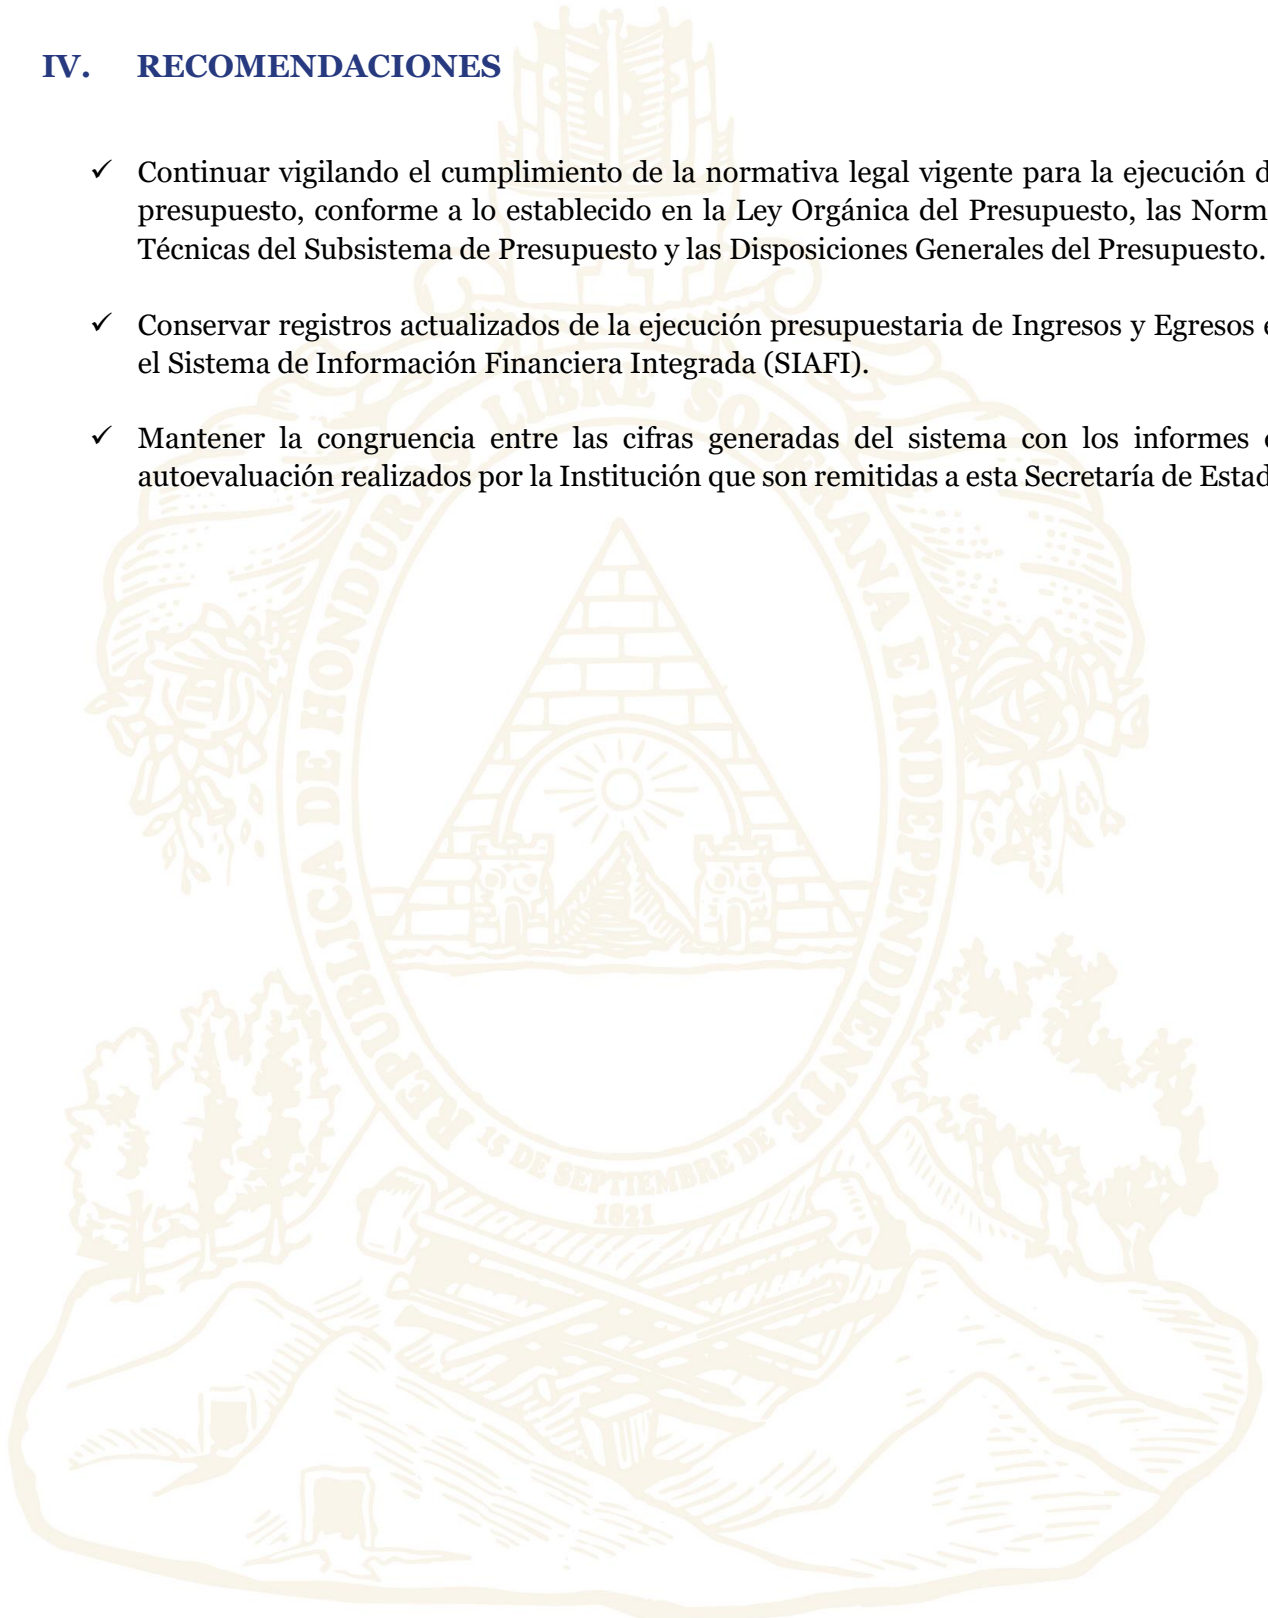 IV. RECOMENDACIONES
✓ Continuar vigilando el cumplimiento de la normativa legal vigente para la ejecución d
presupuesto, conforme a lo establecido en la Ley Orgánica del Presupuesto, las Norm
Técnicas del Subsistema de Presupuesto y las Disposiciones Generales del Presupuesto.
✓ Conservar registros actualizados de la ejecución presupuestaria de Ingresos y Egresos e
el Sistema de Información Financiera Integrada (SIAFI).
✓ Mantener la congruencia entre las cifras generadas del sistema con los informes
autoevaluación realizados por la Institución que son remitidas a esta Secretaría de Estad
REPUBLICA DE HONDURAS LIBRE SOBERANA E INDEPENDIENTE
15 DE SEPTIEMBRE DE
1821